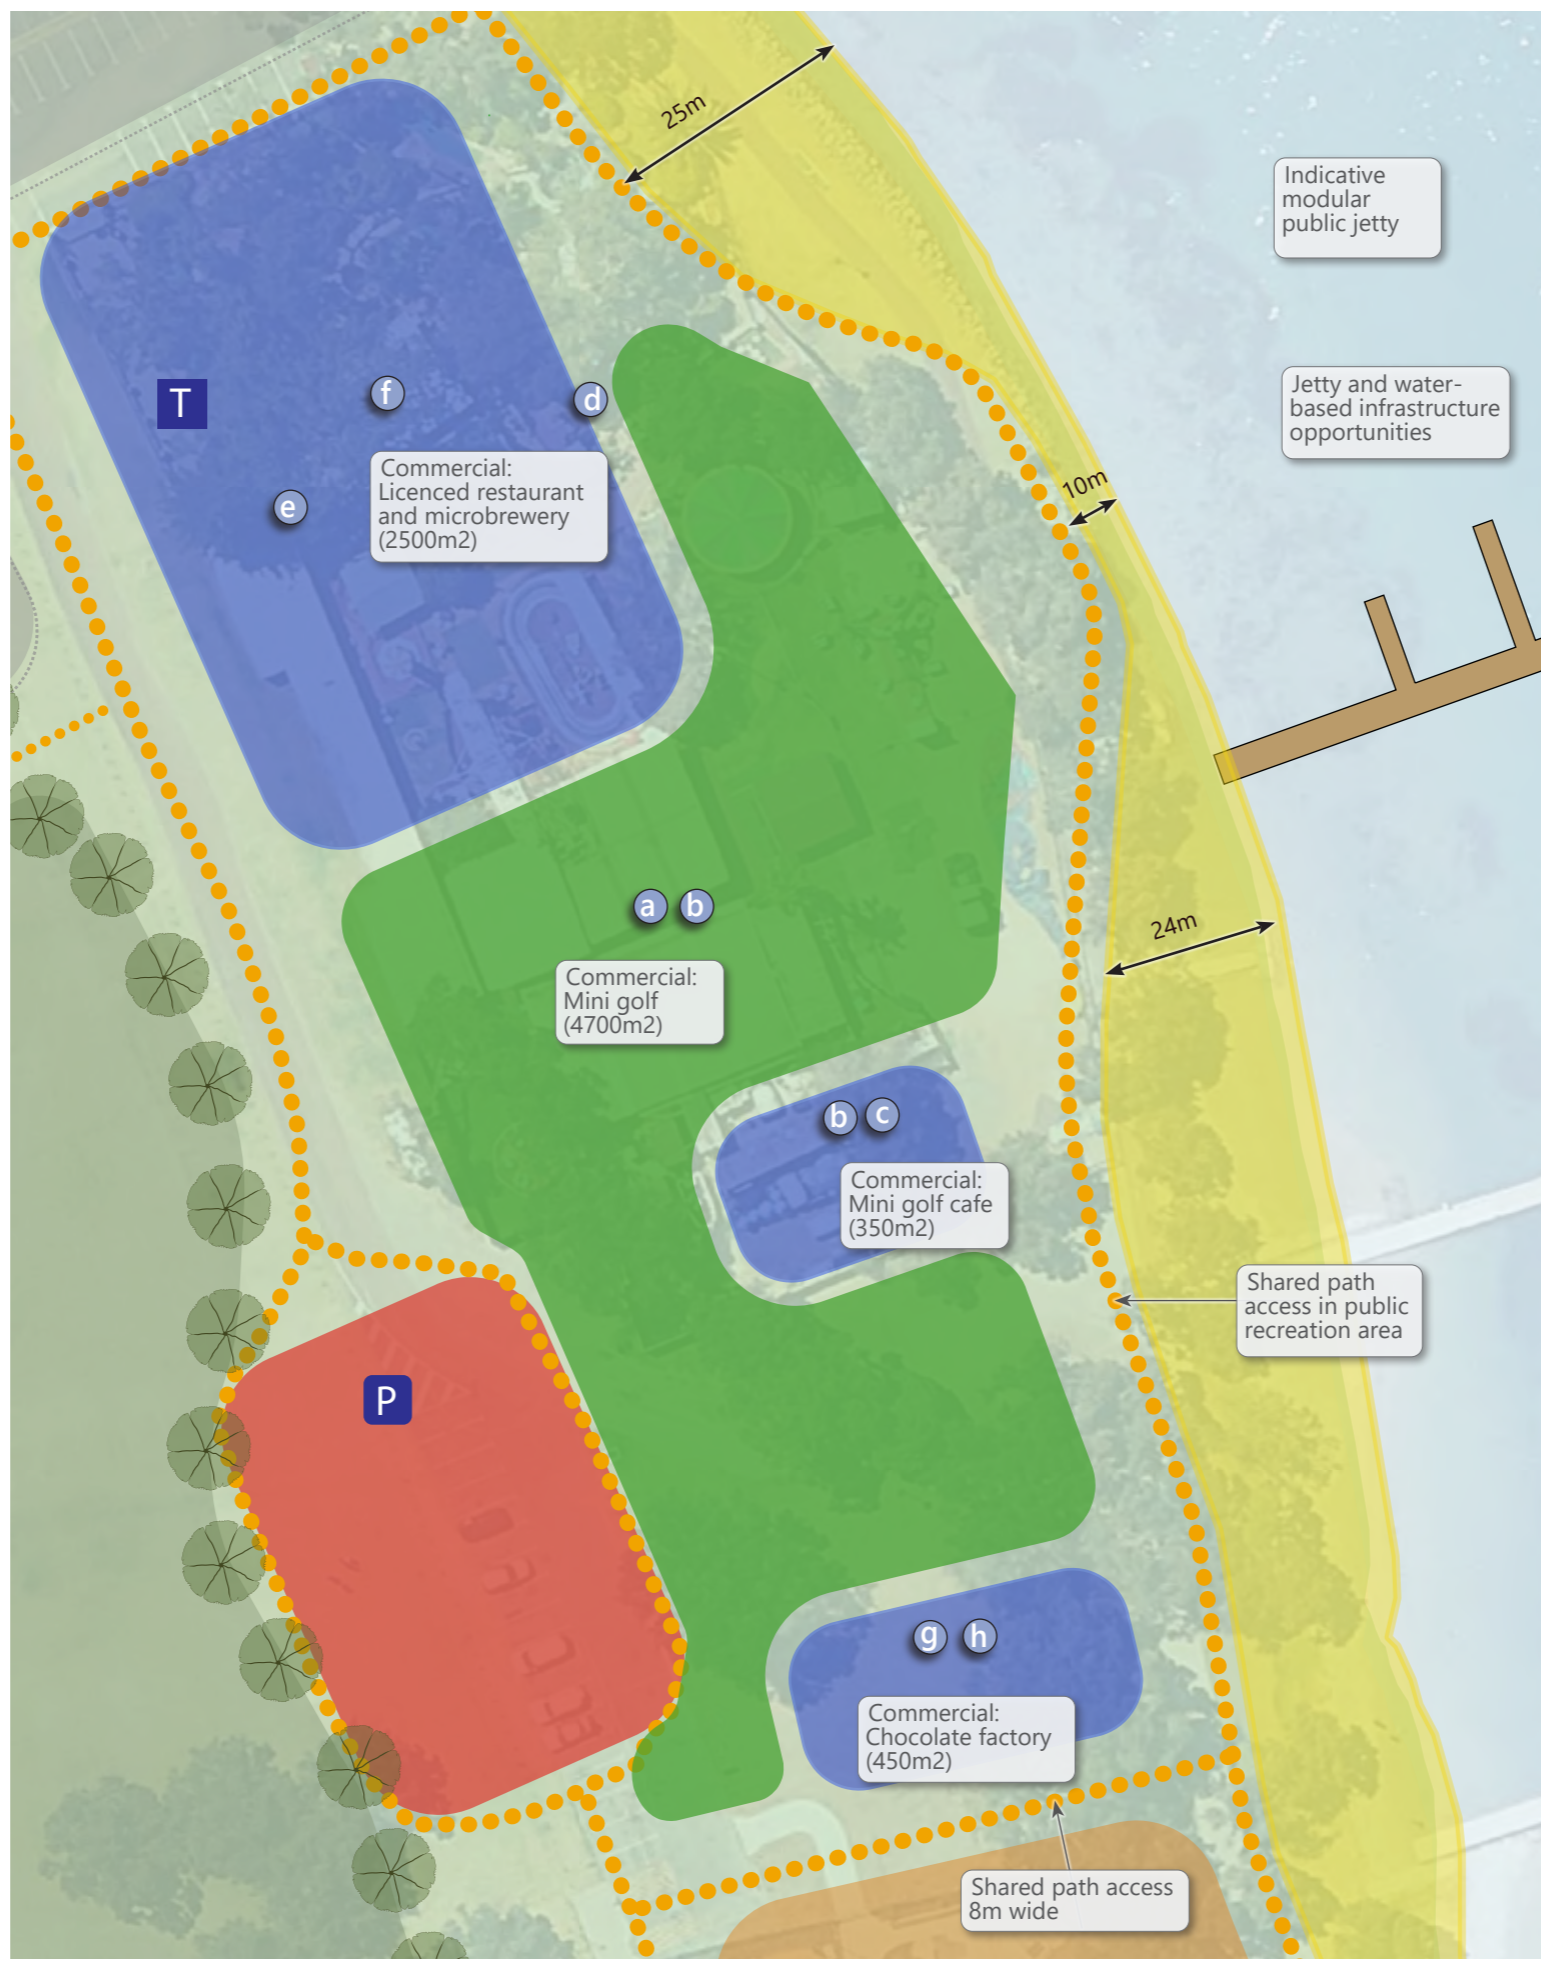 25m
Indicative
modular
public jetty
Jetty and water-
based infrastructure
opportunities
T
f
d
e
Commercial:
Licenced restaurant
and microbrewery
(2500m2)
10m
a b
24m
Commercial:
Mini golf
(4700m2)
b c
Commercial:
Mini golf cafe
(350m2)
Shared path
access in public
recreation area
P
g h
Commercial:
Chocolate factory
(450m2)
Shared path access
8m wide